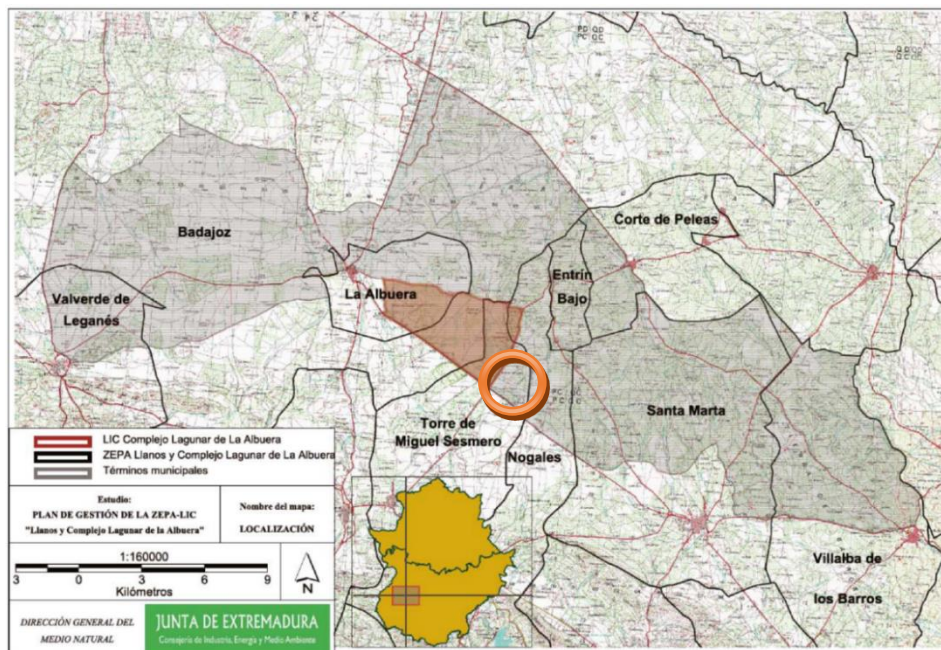 Badajoz
Corte de Peleas
Entrín
Bajo
La Albuera
Valverde de
Leganés
Santa Marta
Torre de
Miguel Sesmero
Nogales
Villalba de
los Barros
LIC Complejo Lagunar de La Albuera
ZEPA Llanos y Complejo Lagunar de La Albuera
Términos municipales
Estudio:
PLAN DE GESTIÓN DE LA ZEPA-LIC
"Llanos y Complejo Lagunar de la Albuera"
Nombre del mapa:
LOCALIZACIÓN
1:160000
3 0 3 6 9
Kilómetros
N
DIRECCIÓN GENERAL DEL
MEDIO NATURAL
JUNTA DE EXTREMADURA
Consejería de Industria, Energía y Medio Ambiente